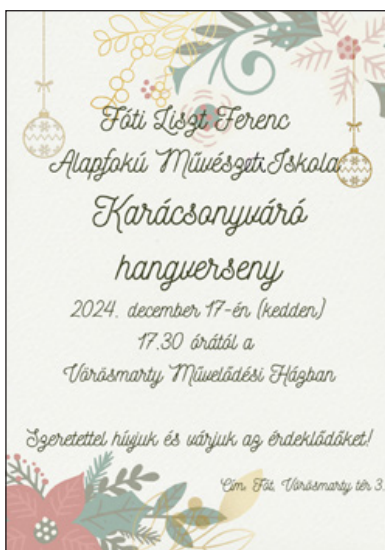 Fóti Liszt Ferenc
Alapfokú Művészeti Iskola
Karácsonyváró
hangverseny
2024. december 17-én (kedden)
17.30 órától a
Vörösmarty Művelődési Házban
Szeretettel hívjuk és várjuk az érdeklődőket!
Cím: Fót, Vörösmarty tér 3.